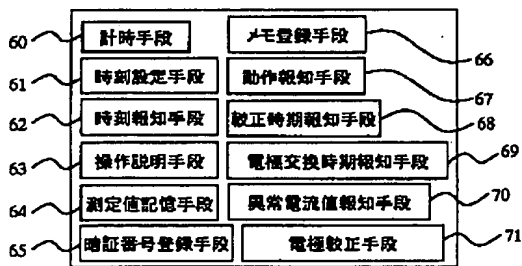 60 計時手段
メモ登録手段 66
61 時刻設定手段
動作報知手段 67
62 時刻報知手段
較正時期報知手段 68
63 操作説明手段
電極交換時期報知手段 69
64 測定値記憶手段
異常電流値報知手段 70
65 暗証番号登録手段
電極較正手段 71